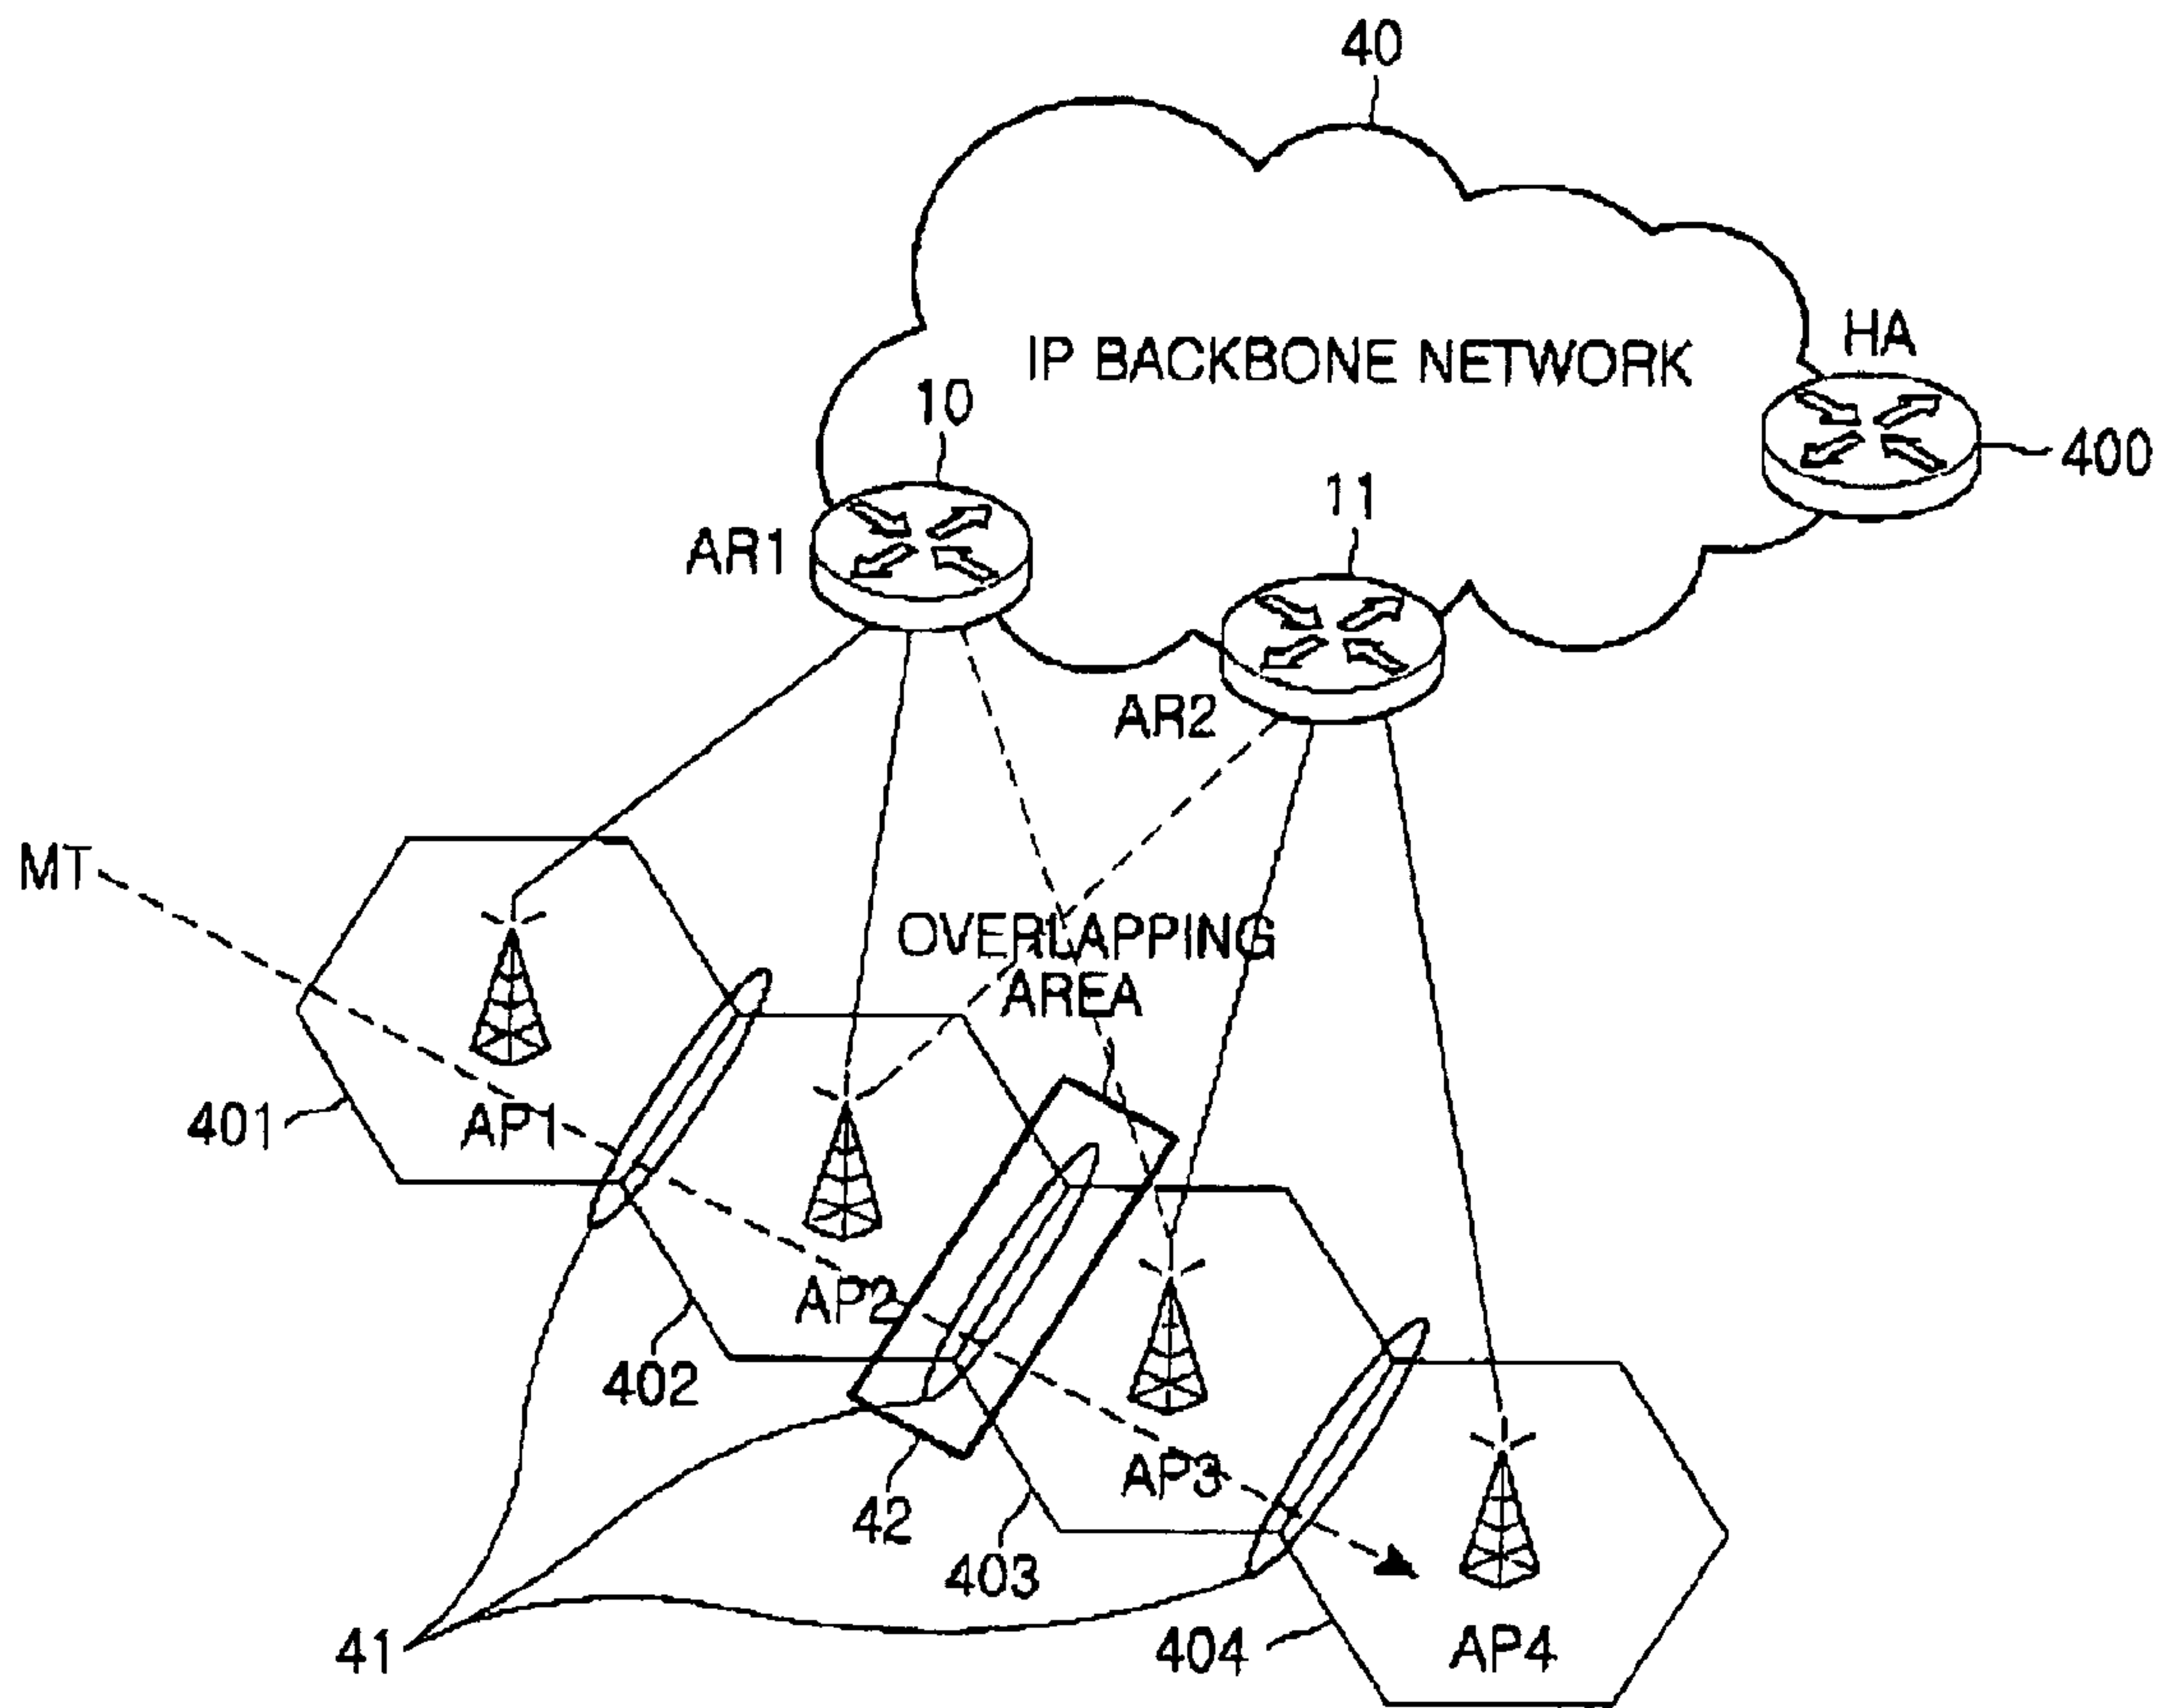 40
IP BACKBONE NETWORK
HA
400
10
AR1
11
AR2
MT
OVERLAPPING
AREA
401
AP1
AP2
402
AP3
42
403
41
404
AP4